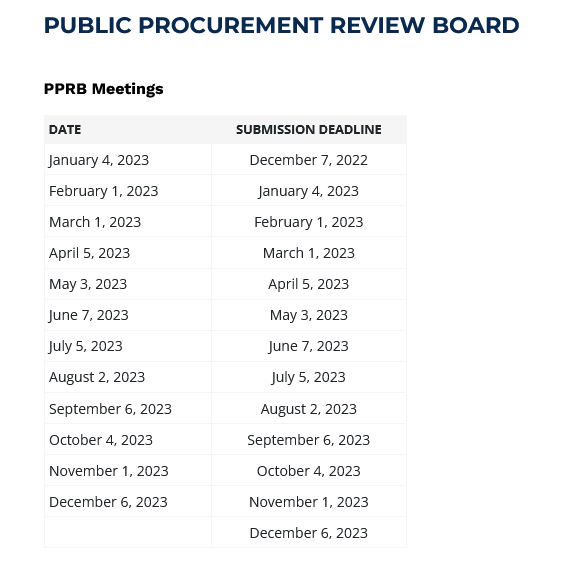 PUBLIC PROCUREMENT REVIEW BOARD
PPRB Meetings
DATE SUBMISSION DEADLINE
January 4, 2023 December 7, 2022
February 1, 2023 January 4, 2023
March 1, 2023 February 1, 2023
April 5, 2023 March 1, 2023
May 3, 2023 April 5, 2023
June 7, 2023 May 3, 2023
July 5, 2023 June 7, 2023
August 2, 2023 July 5, 2023
September 6, 2023 August 2, 2023
October 4, 2023 September 6, 2023
November 1, 2023 October 4, 2023
December 6, 2023 November 1, 2023
December 6, 2023